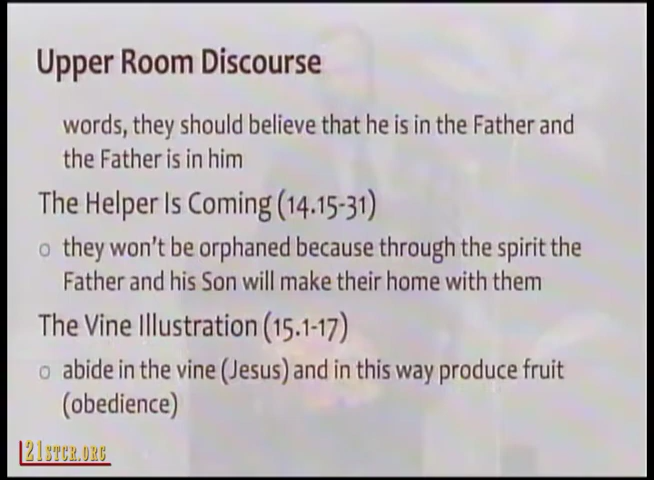 Upper Room Discourse
words, they should believe that he is in the Father and
the Father is in him
The Helper Is Coming (14.15-31)
o they won't be orphaned because through the spirit the
Father and his Son will make their home with them
The Vine Illustration (15.1-17)
o abide in the vine (Jesus) and in this way produce fruit
(obedience)
21STCR.ORG